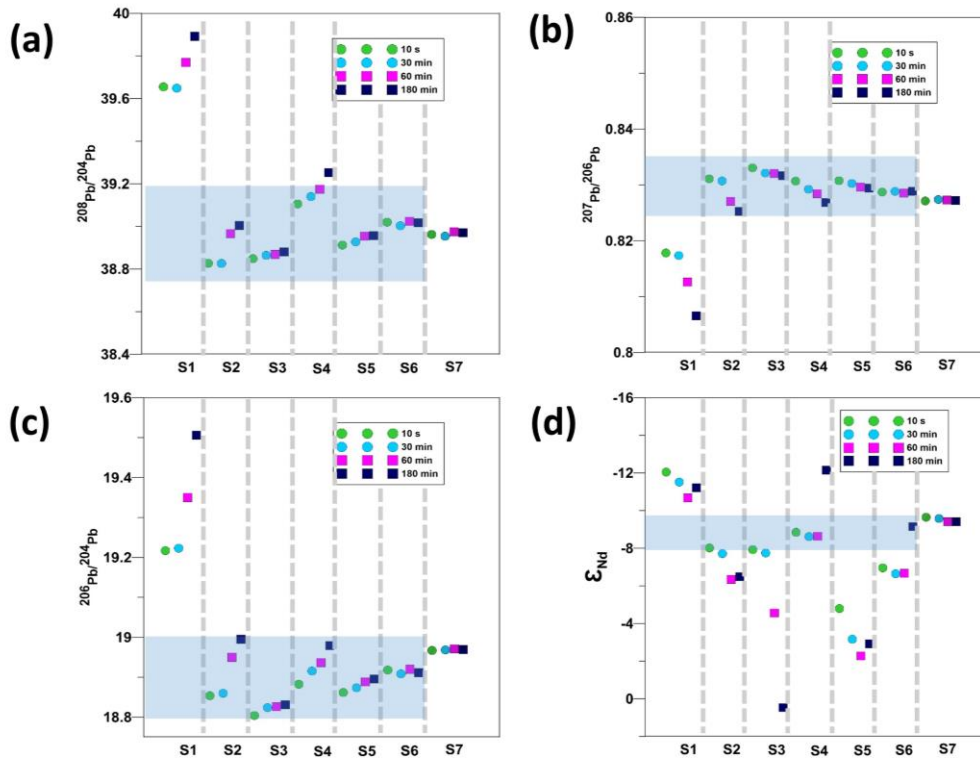 (a)
40
39.6
39.2
38.8
38.4
²⁰⁸Pb/²⁰⁴Pb
10 s
30 min
60 min
180 min
S1 S2 S3 S4 S5 S6 S7
(b)
0.86
0.84
0.82
0.8
²⁰⁷Pb/²⁰⁶Pb
10 s
30 min
60 min
180 min
S1 S2 S3 S4 S5 S6 S7
(c)
19.6
19.4
19.2
19
18.8
²⁰⁶Pb/²⁰⁴Pb
10 s
30 min
60 min
180 min
S1 S2 S3 S4 S5 S6 S7
(d)
-16
-12
-8
-4
0
εNd
10 s
30 min
60 min
180 min
S1 S2 S3 S4 S5 S6 S7